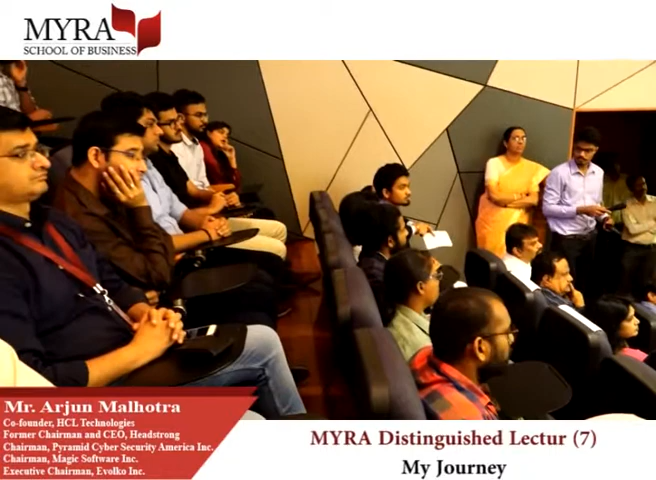 MYRA
SCHOOL OF BUSINESS
Mr. Arjun Malhotra
Co-founder, HCL Technologies
Former Chairman and CEO, Headstrong
Chairman, Pyramid Cyber Security America Inc.
Chairman, Magic Software Inc.
Executive Chairman, Evolko Inc.
MYRA Distinguished Lectur (7)
My Journey